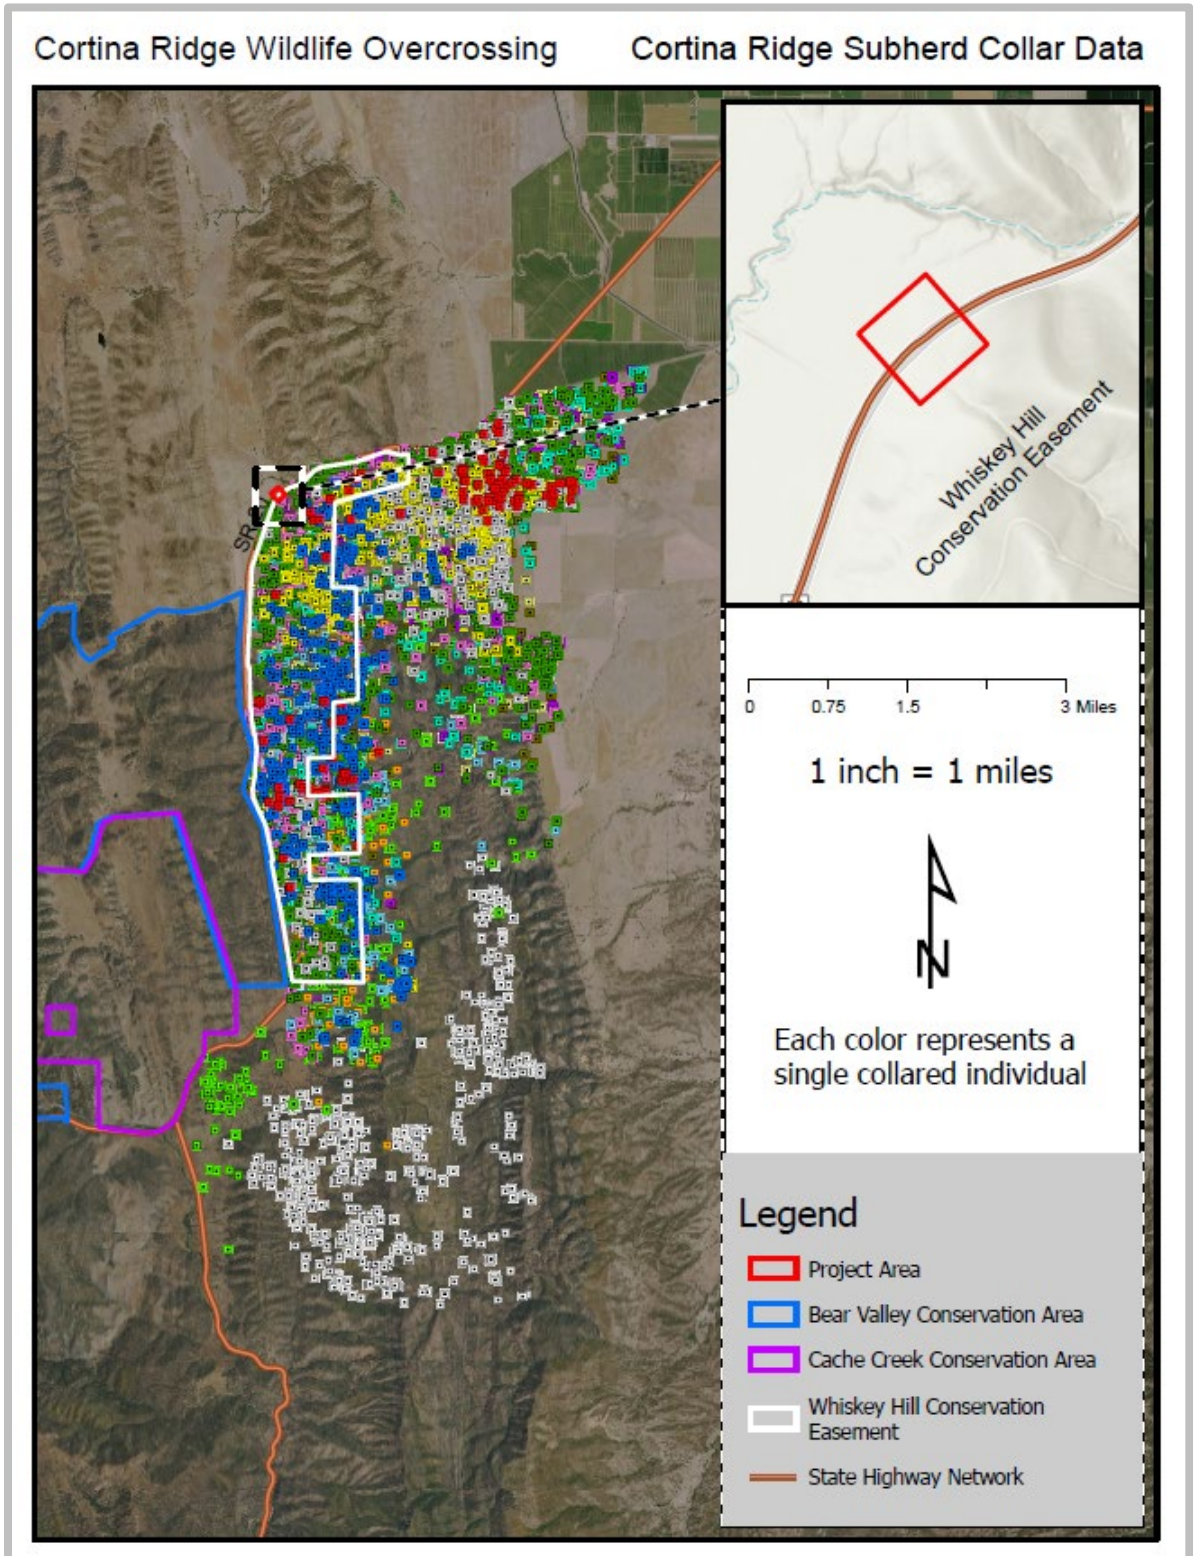 Cortina Ridge Wildlife Overcrossing
Cortina Ridge Subherd Collar Data
Whiskey Hill
Conservation Easement
SR
0 0.75 1.5 3 Miles
1 inch = 1 miles
N
Each color represents a
single collared individual
Legend
Project Area
Bear Valley Conservation Area
Cache Creek Conservation Area
Whiskey Hill Conservation
Easement
State Highway Network